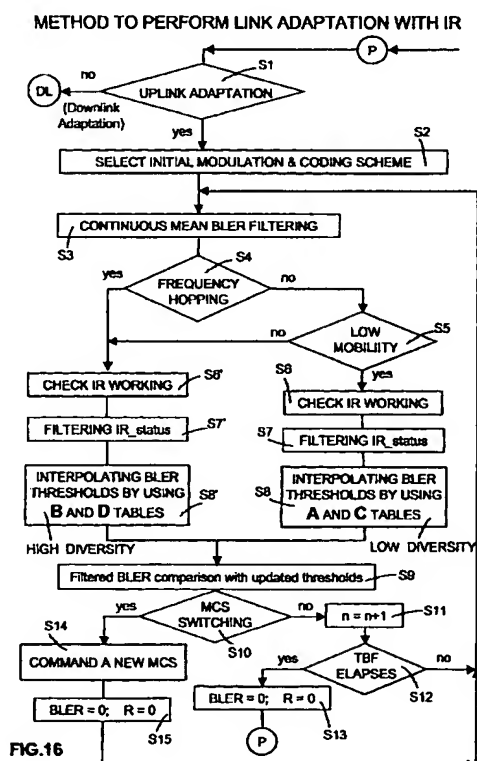 METHOD TO PERFORM LINK ADAPTATION WITH IR
P
S1
no
DL
(Downlink
Adaptation)
UPLINK ADAPTATION
yes
S2
SELECT INITIAL MODULATION & CODING SCHEME
CONTINUOUS MEAN BLER FILTERING
S3
S4
yes
FREQUENCY
HOPPING
no
no
LOW
MOBILIITY
S5
yes
CHECK IR WORKING
S6'
S6
CHECK IR WORKING
FILTERING IR_status
S7'
S7
FILTERING IR_status
INTERPOLATING BLER
THRESHOLDS BY USING
B AND D TABLES
S8'
HIGH DIVERSITY
INTERPOLATING BLER
THRESHOLDS BY USING
S8
A AND C TABLES
LOW DIVERSITY
Filtered BLER comparison with updated thresholds
S9
yes
MCS
SWITCHING
no
S10
n = n+1
S11
S14
COMMAND A NEW MCS
yes
TBF
ELAPSES
no
S12
BLER = 0; R = 0
S15
BLER = 0; R = 0
S13
P
FIG.16